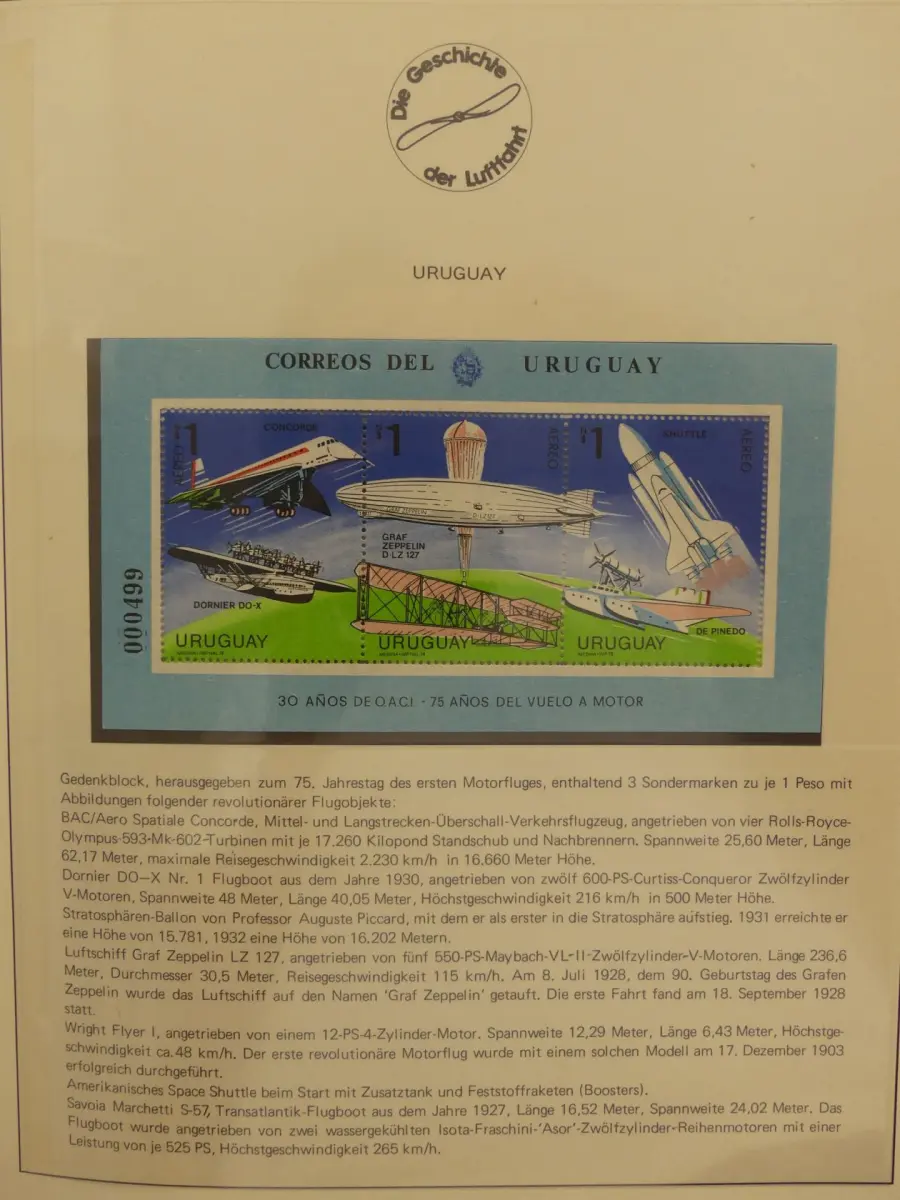 Die Geschichte
der Luftfahrt
URUGUAY
CORREOS DEL URUGUAY
N$ 1
AEREO
CONCORDE
DORNIER DO-X
URUGUAY
N$ 1
AEREO
GRAF ZEPPELIN
D-LZ127
GRAF
ZEPPELIN
D-LZ 127
URUGUAY
N$ 1
SHUTTLE
AEREO
DE PINEDO
URUGUAY
000499
30 AÑOS DE O.A.C.I. - 75 AÑOS DEL VUELO A MOTOR
Gedenkblock, herausgegeben zum 75. Jahrestag des ersten Motorfluges, enthaltend 3 Sondermarken zu je 1 Peso mit
Abbildungen folgender revolutionärer Flugobjekte:
BAC/Aero Spatiale Concorde, Mittel- und Langstrecken-Überschall-Verkehrsflugzeug, angetrieben von vier Rolls-Royce-
Olympus-593-Mk-602-Turbinen mit je 17.260 Kilopond Standschub und Nachbrennern. Spannweite 25,60 Meter, Länge
62,17 Meter, maximale Reisegeschwindigkeit 2.230 km/h in 16.660 Meter Höhe.
Dornier DO–X Nr. 1 Flugboot aus dem Jahre 1930, angetrieben von zwölf 600-PS-Curtiss-Conqueror Zwölfzylinder
V-Motoren, Spannweite 48 Meter, Länge 40,05 Meter, Höchstgeschwindigkeit 216 km/h in 500 Meter Höhe.
Stratosphären-Ballon von Professor Auguste Piccard, mit dem er als erster in die Stratosphäre aufstieg. 1931 erreichte er
eine Höhe von 15.781, 1932 eine Höhe von 16.202 Metern.
Luftschiff Graf Zeppelin LZ 127, angetrieben von fünf 550-PS-Maybach-VL-II-Zwölfzylinder-V-Motoren. Länge 236,6
Meter, Durchmesser 30,5 Meter, Reisegeschwindigkeit 115 km/h. Am 8. Juli 1928, dem 90. Geburtstag des Grafen
Zeppelin wurde das Luftschiff auf den Namen 'Graf Zeppelin' getauft. Die erste Fahrt fand am 18. September 1928
statt.
Wright Flyer I, angetrieben von einem 12-PS-4-Zylinder-Motor. Spannweite 12,29 Meter, Länge 6,43 Meter, Höchstge-
schwindigkeit ca. 48 km/h. Der erste revolutionäre Motorflug wurde mit einem solchen Modell am 17. Dezember 1903
erfolgreich durchgeführt.
Amerikanisches Space Shuttle beim Start mit Zusatztank und Feststoffraketen (Boosters).
Savoia Marchetti S-57, Transatlantik-Flugboot aus dem Jahre 1927, Länge 16,52 Meter, Spannweite 24,02 Meter. Das
Flugboot wurde angetrieben von zwei wassergekühlten Isota-Fraschini-'Asor'-Zwölfzylinder-Reihenmotoren mit einer
Leistung von je 525 PS, Höchstgeschwindigkeit 265 km/h.